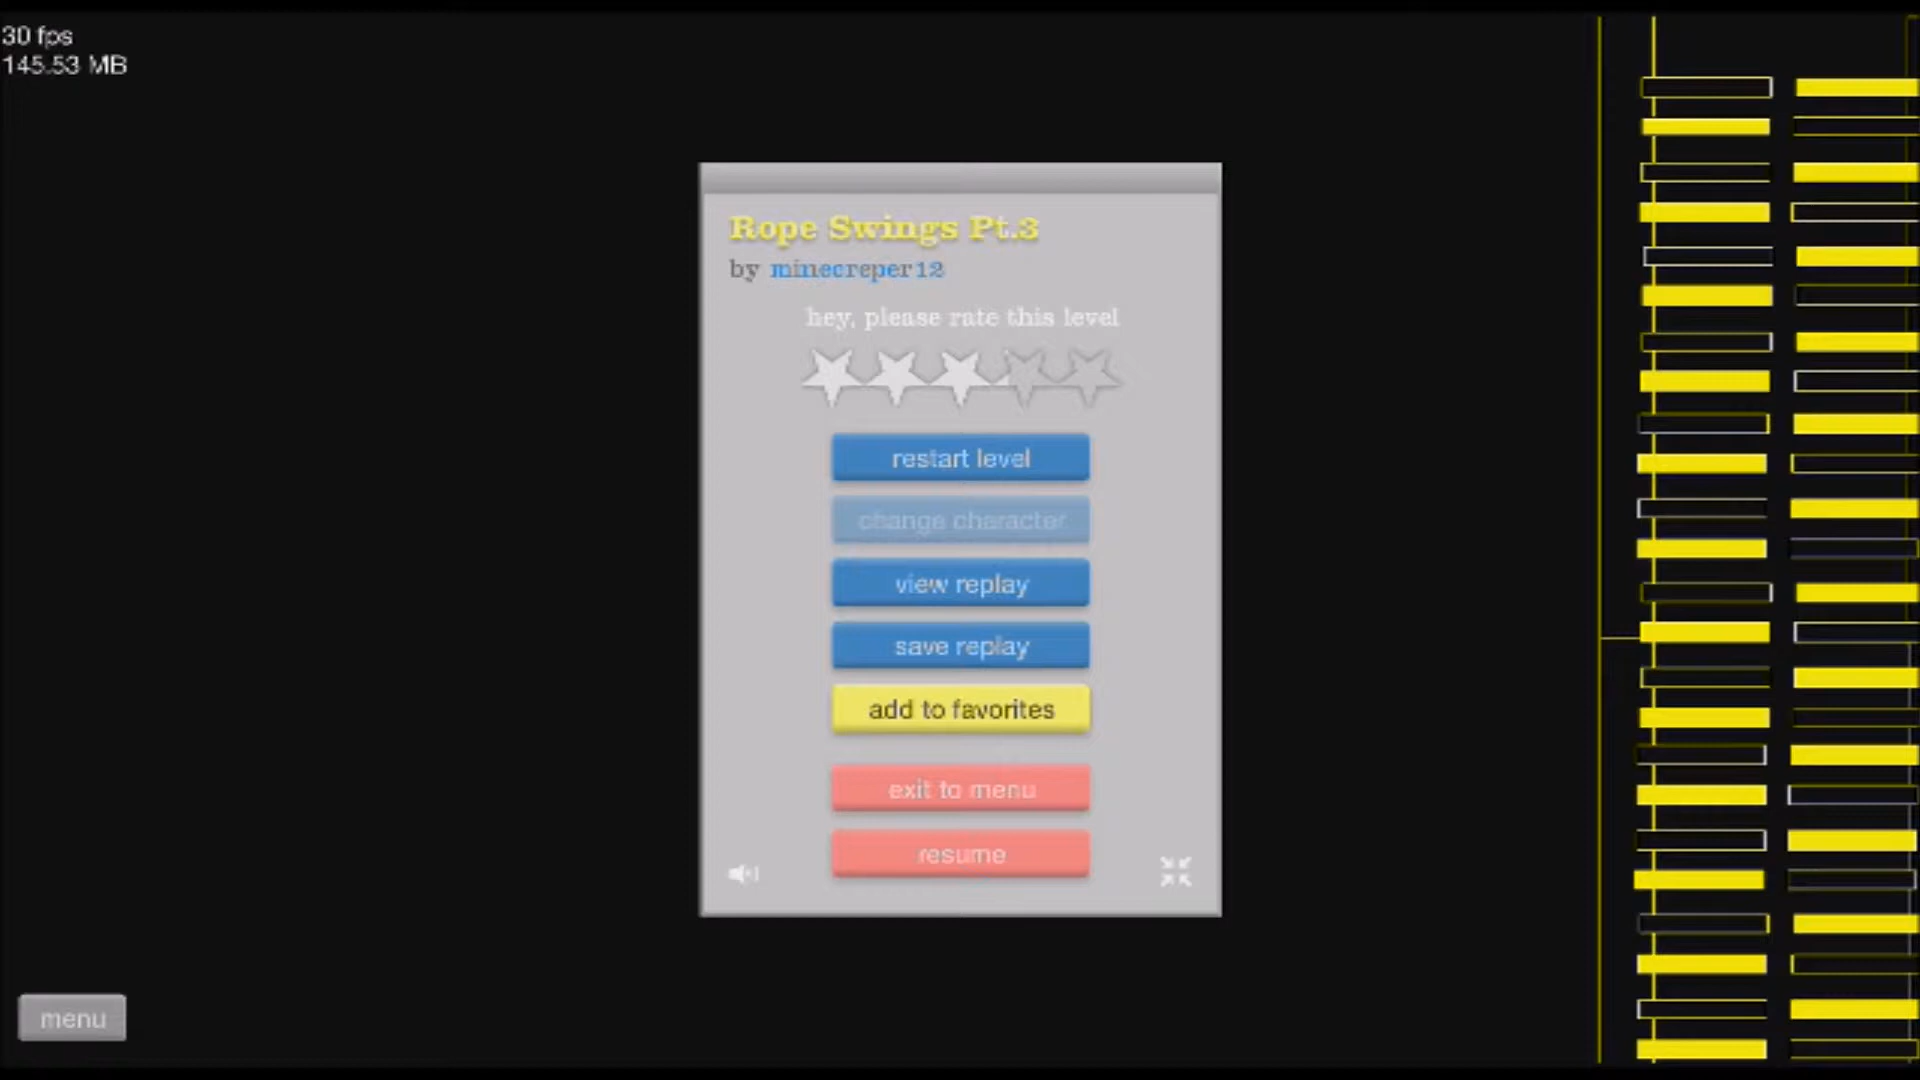 30 fps
145.53 MB
Rope Swings Pt.3
by minecreper12
hey, please rate this level
restart level
change character
view replay
save replay
add to favorites
exit to menu
resume
menu